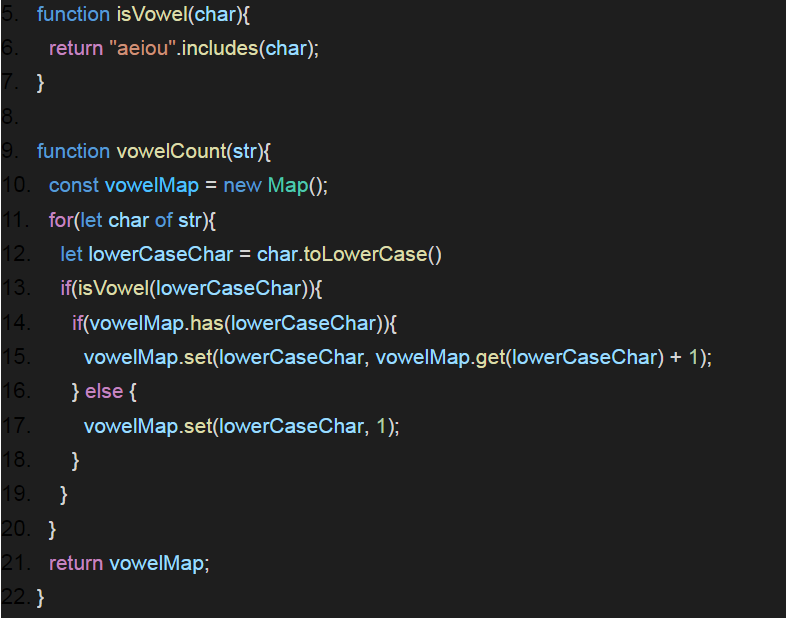 5. function isVowel(char){
6. return "aeiou".includes(char);
7. }
8.
9. function vowelCount(str){
10. const vowelMap = new Map();
11. for(let char of str){
12. let lowerCaseChar = char.toLowerCase()
13. if(isVowel(lowerCaseChar)){
14. if(vowelMap.has(lowerCaseChar)){
15. vowelMap.set(lowerCaseChar, vowelMap.get(lowerCaseChar) + 1);
16. } else {
17. vowelMap.set(lowerCaseChar, 1);
18. }
19. }
20. }
21. return vowelMap;
22. }